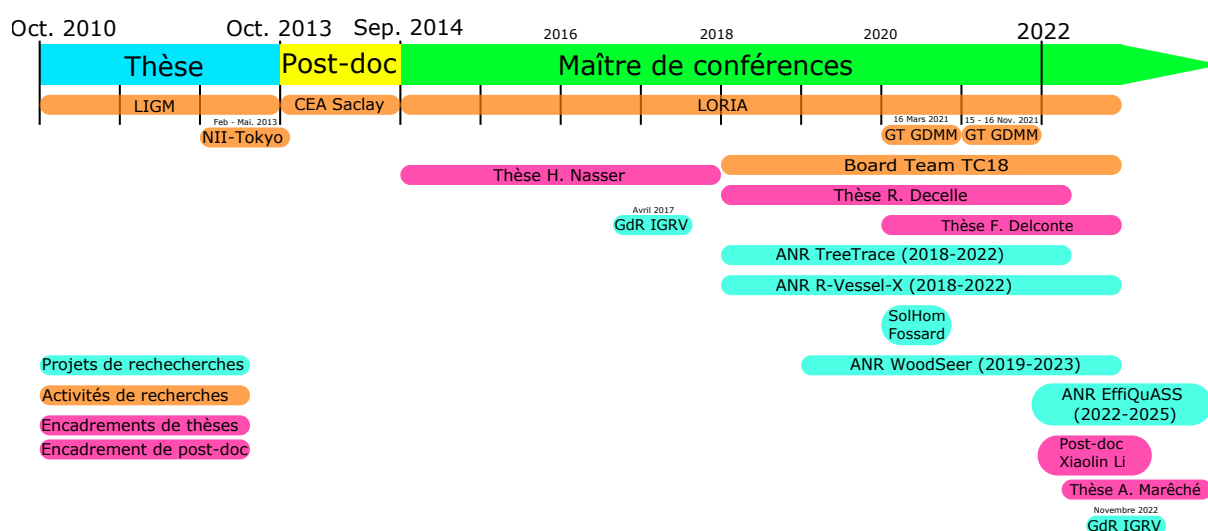 Oct. 2010
Oct. 2013
Sep. 2014
2016
2018
2020
2022
Thèse
Post-doc
Maître de conférences
LIGM
CEA Saclay
LORIA
Feb - Mai. 2013
NII-Tokyo
16 Mars 2021
GT GDMM
15 - 16 Nov. 2021
GT GDMM
Board Team TC18
Thèse H. Nasser
Thèse R. Decelle
Avril 2017
GdR IGRV
Thèse F. Delconte
ANR TreeTrace (2018-2022)
ANR R-Vessel-X (2018-2022)
SolHom
Fossard
Projets de rechecherches
ANR WoodSeer (2019-2023)
Activités de recherches
ANR EffiQuASS
(2022-2025)
Encadrements de thèses
Encadrement de post-doc
Post-doc
Xiaolin Li
Thèse A. Marêché
Novembre 2022
GdR IGRV